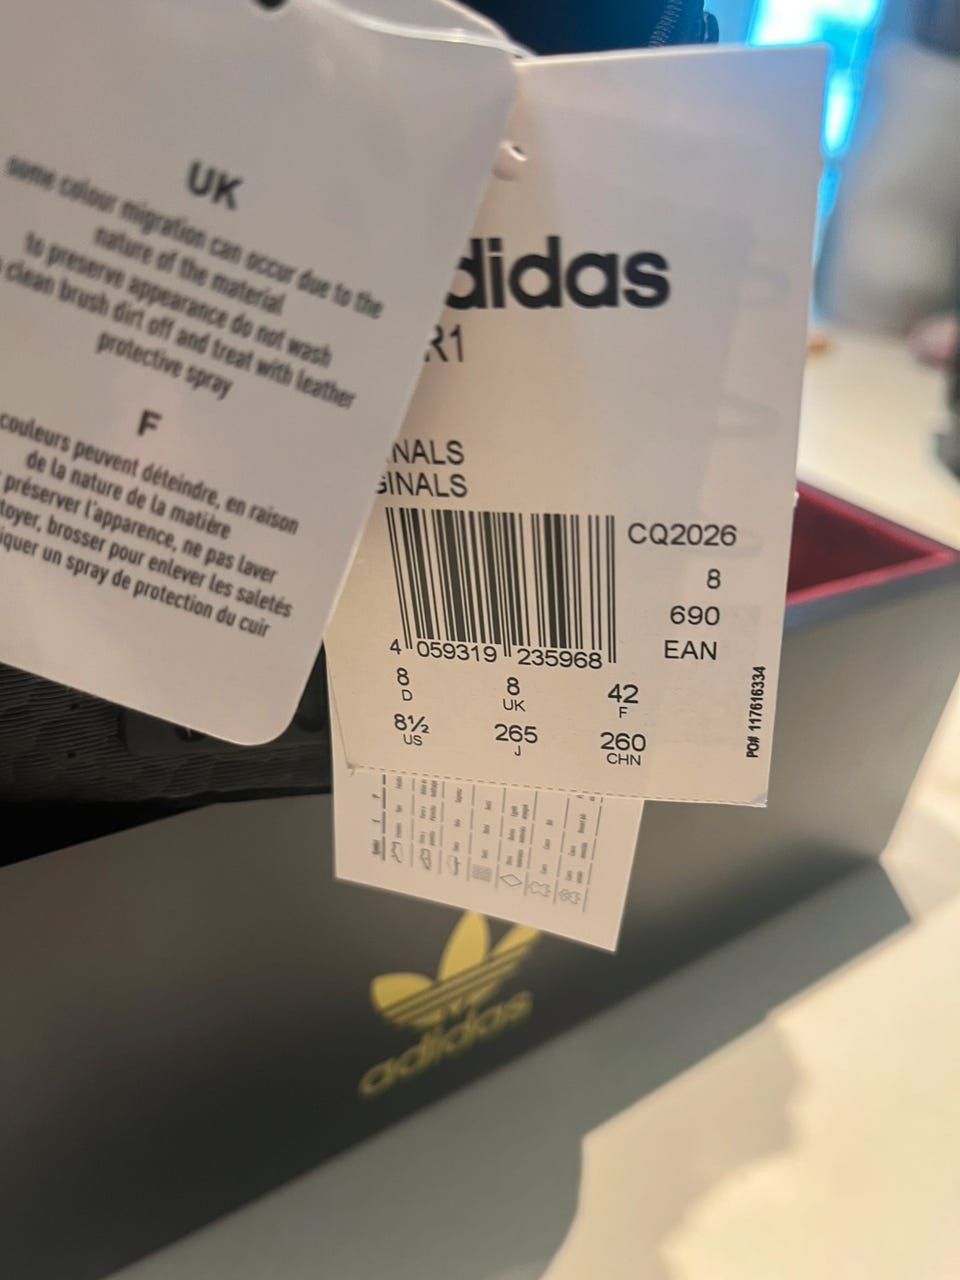 UK
some colour migration can occur due to the
nature of the material
to preserve appearance do not wash
clean brush dirt off and treat with leather
protective spray
F
couleurs peuvent déteindre, en raison
de la nature de la matière
préserver l'apparence, ne pas laver
toyer, brosser pour enlever les saletés
iquer un spray de protection du cuir
didas
R1
NALS
GINALS
CQ2026
8
690
EAN
4 059319 235968
8 8 42
D UK F
8½ 265 260
US J CHN
PO# 117616334
adidas